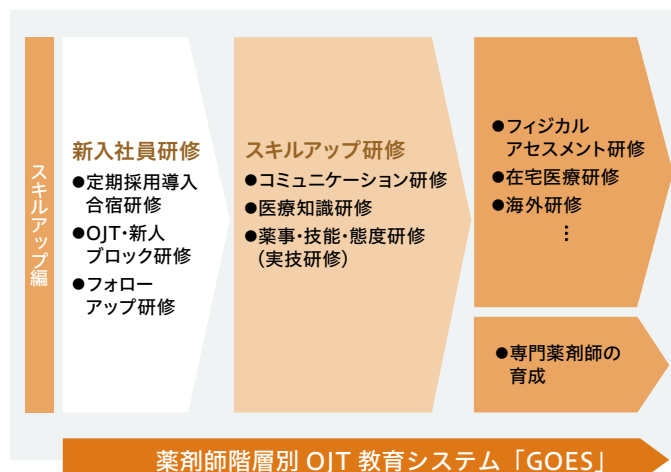 スキルアップ編
新入社員研修
●定期採用導入
合宿研修
●OJT・新人
ブロック研修
●フォロー
アップ研修
スキルアップ研修
●コミュニケーション研修
●医療知識研修
●薬事・技能・態度研修
(実技研修)
●フィジカル
アセスメント研修
●在宅医療研修
●海外研修
⋮
●専門薬剤師の
育成
薬剤師階層別 OJT 教育システム「GOES」